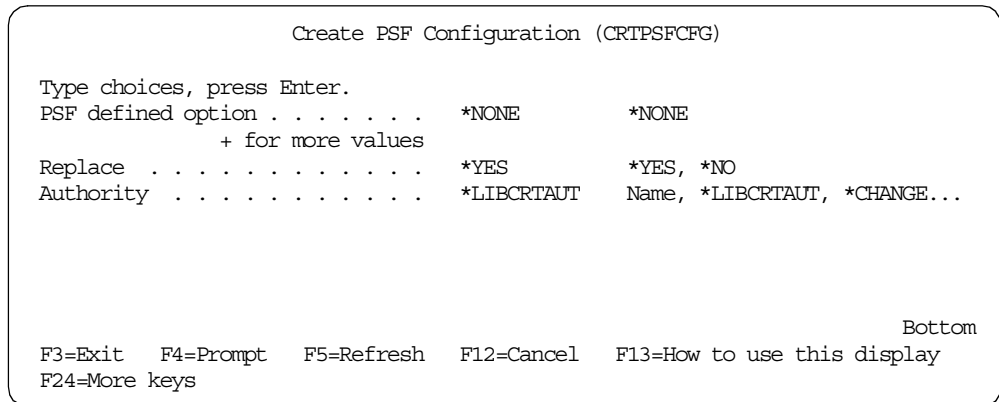 Create PSF Configuration (CRTPSFCFG)
Type choices, press Enter.
PSF defined option . . . . . . . *NONE *NONE
+ for more values
Replace . . . . . . . . . . . . *YES *YES, *NO
Authority . . . . . . . . . . . *LIBCRTAUT Name, *LIBCRTAUT, *CHANGE...
Bottom
F3=Exit F4=Prompt F5=Refresh F12=Cancel F13=How to use this display
F24=More keys